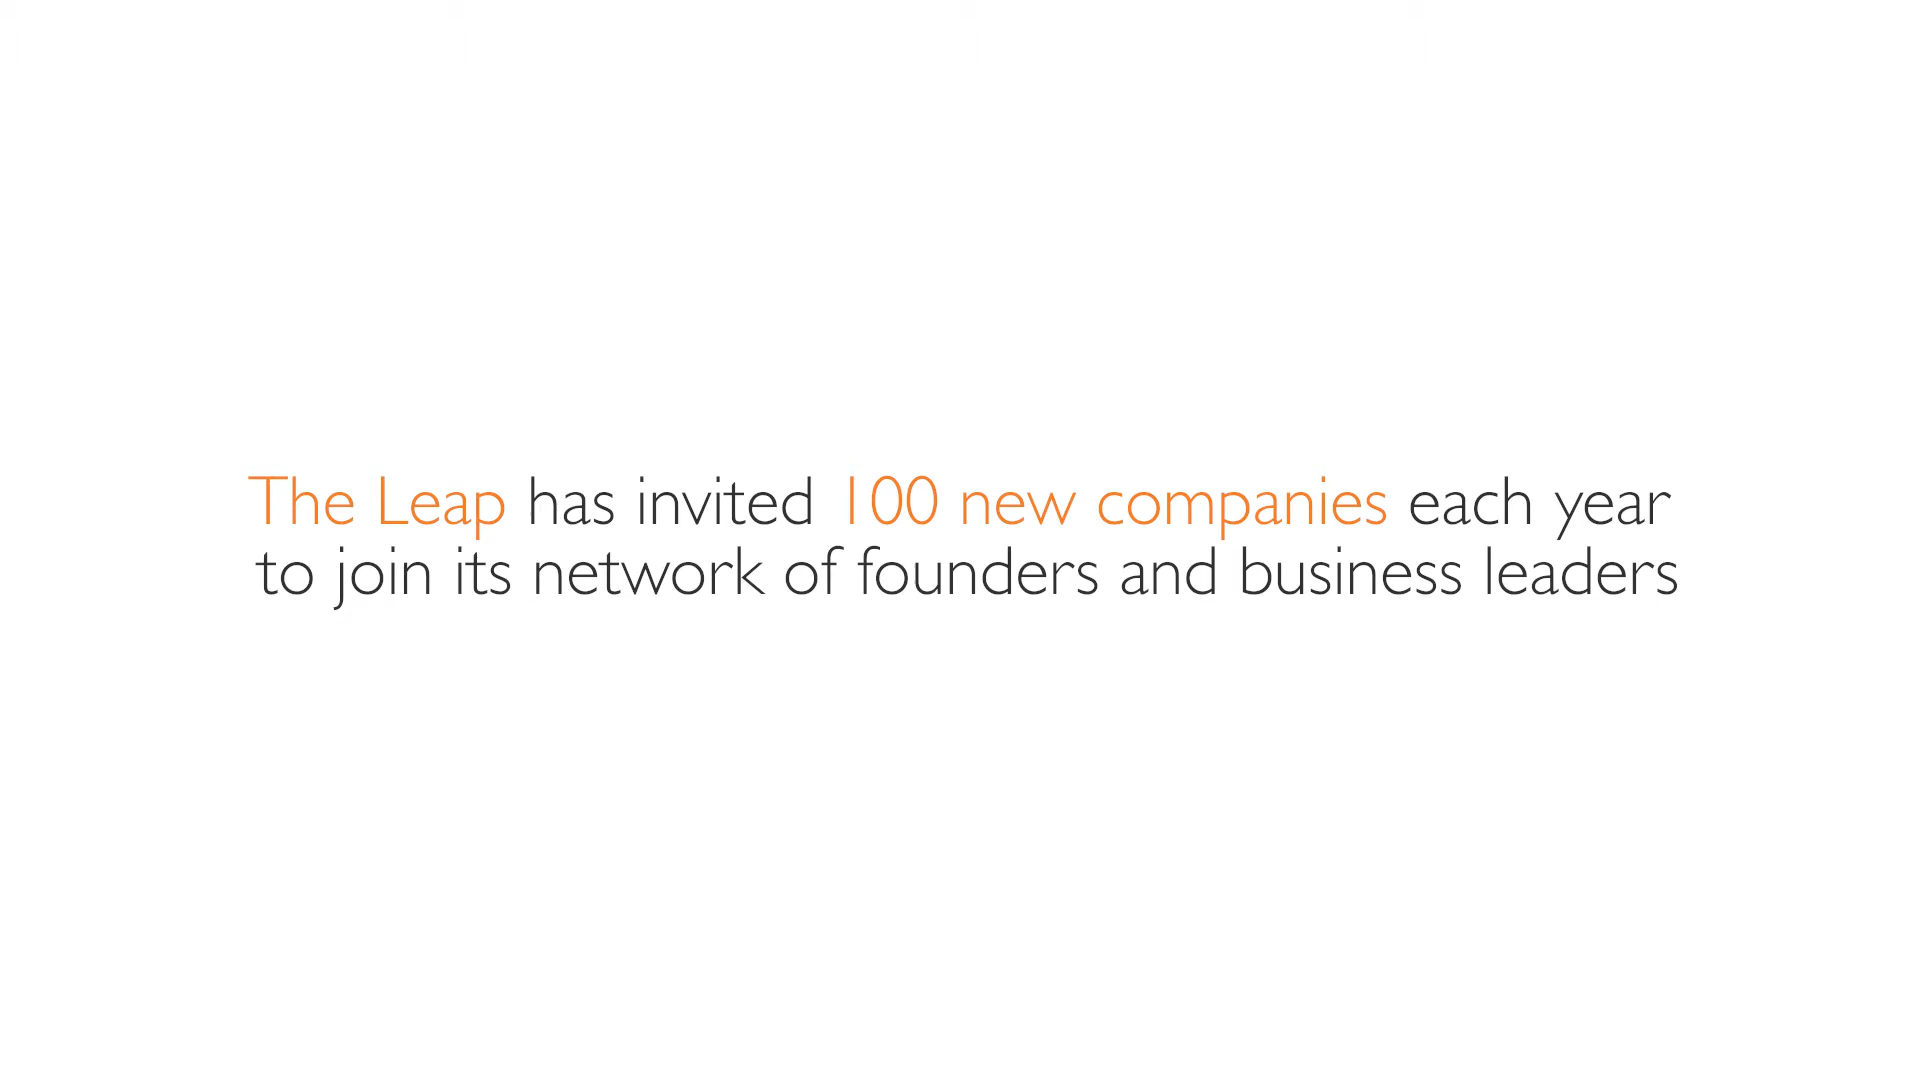 The Leap has invited 100 new companies each year
to join its network of founders and business leaders